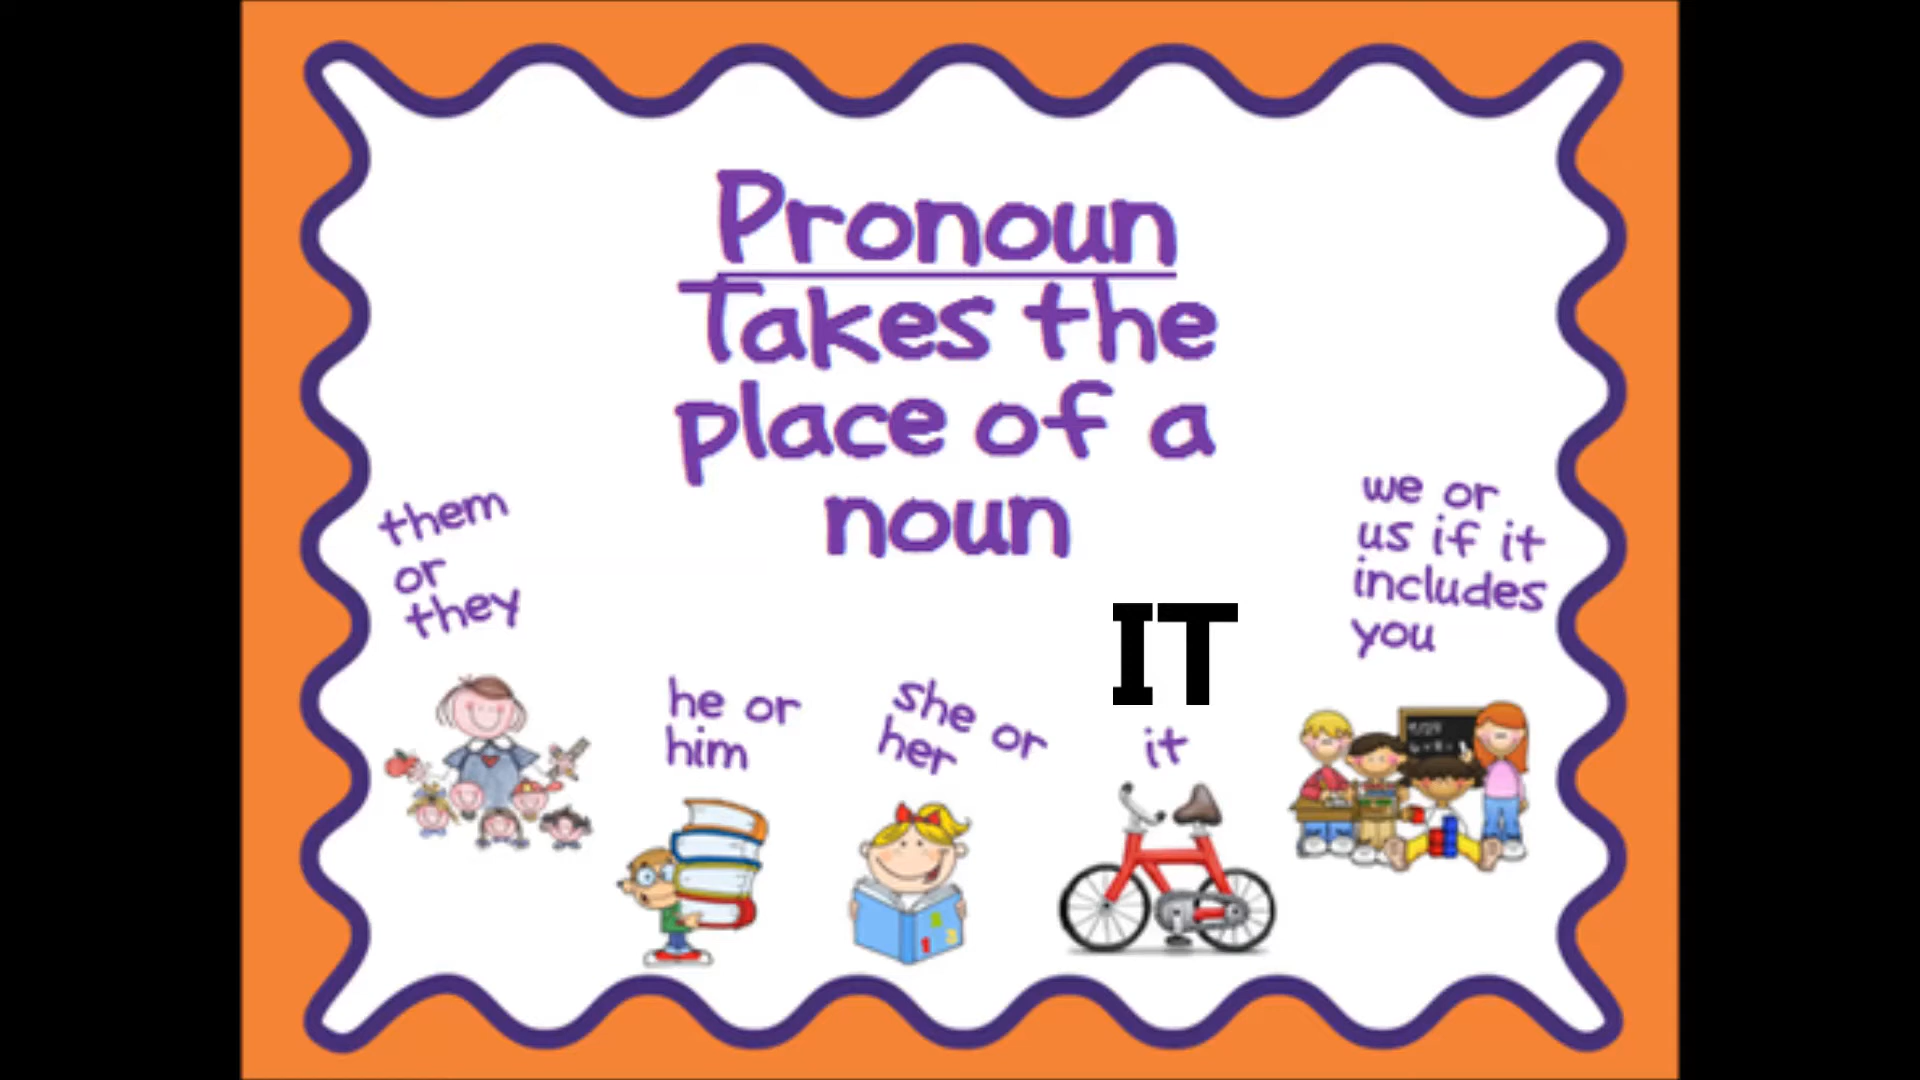 Pronoun
Takes the
place of a
noun
them
or
they
he or
him
she or
her
IT
it
we or
us if it
includes
you